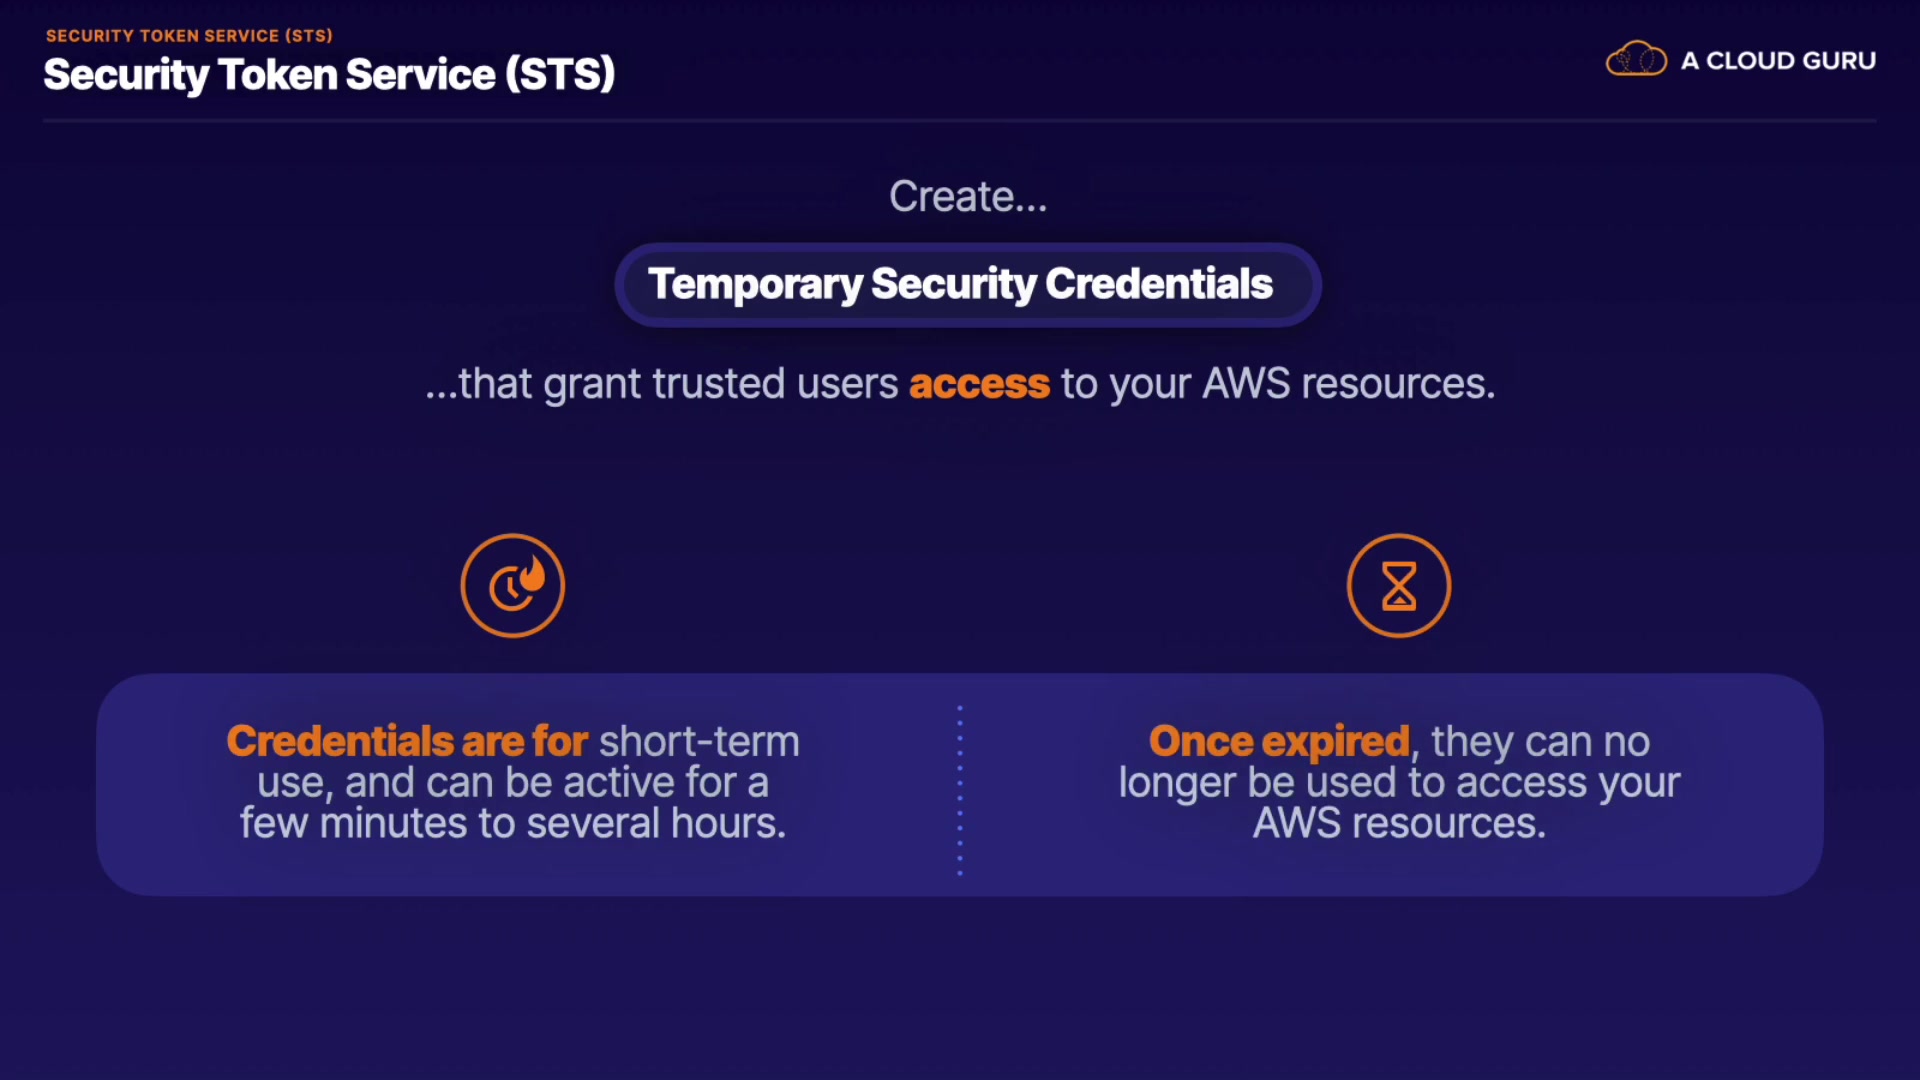 SECURITY TOKEN SERVICE (STS)
Security Token Service (STS)
A CLOUD GURU
Create...
Temporary Security Credentials
...that grant trusted users access to your AWS resources.
Credentials are for short-term
use, and can be active for a
few minutes to several hours.
Once expired, they can no
longer be used to access your
AWS resources.